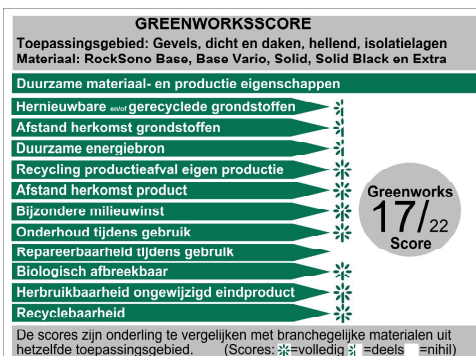 GREENWORKSSCORE
Toepassingsgebied: Gevels, dicht en daken, hellend, isolatielagen
Materiaal: RockSono Base, Base Vario, Solid, Solid Black en Extra
Duurzame materiaal- en productie eigenschappen
Hernieuwbare en/of gerecyclede grondstoffen
Afstand herkomst grondstoffen
Duurzame energiebron
Recycling productieafval eigen productie
Afstand herkomst product
Bijzondere milieuwinst
Onderhoud tijdens gebruik
Repareerbaarheid tijdens gebruik
Biologisch afbreekbaar
Herbruikbaarheid ongewijzigd eindproduct
Recyclebaarheid
Greenworks
17/22
Score
De scores zijn onderling te vergelijken met branchegelijke materialen uit
hetzelfde toepassingsgebied. (Scores: =volledig =deels =nihil)